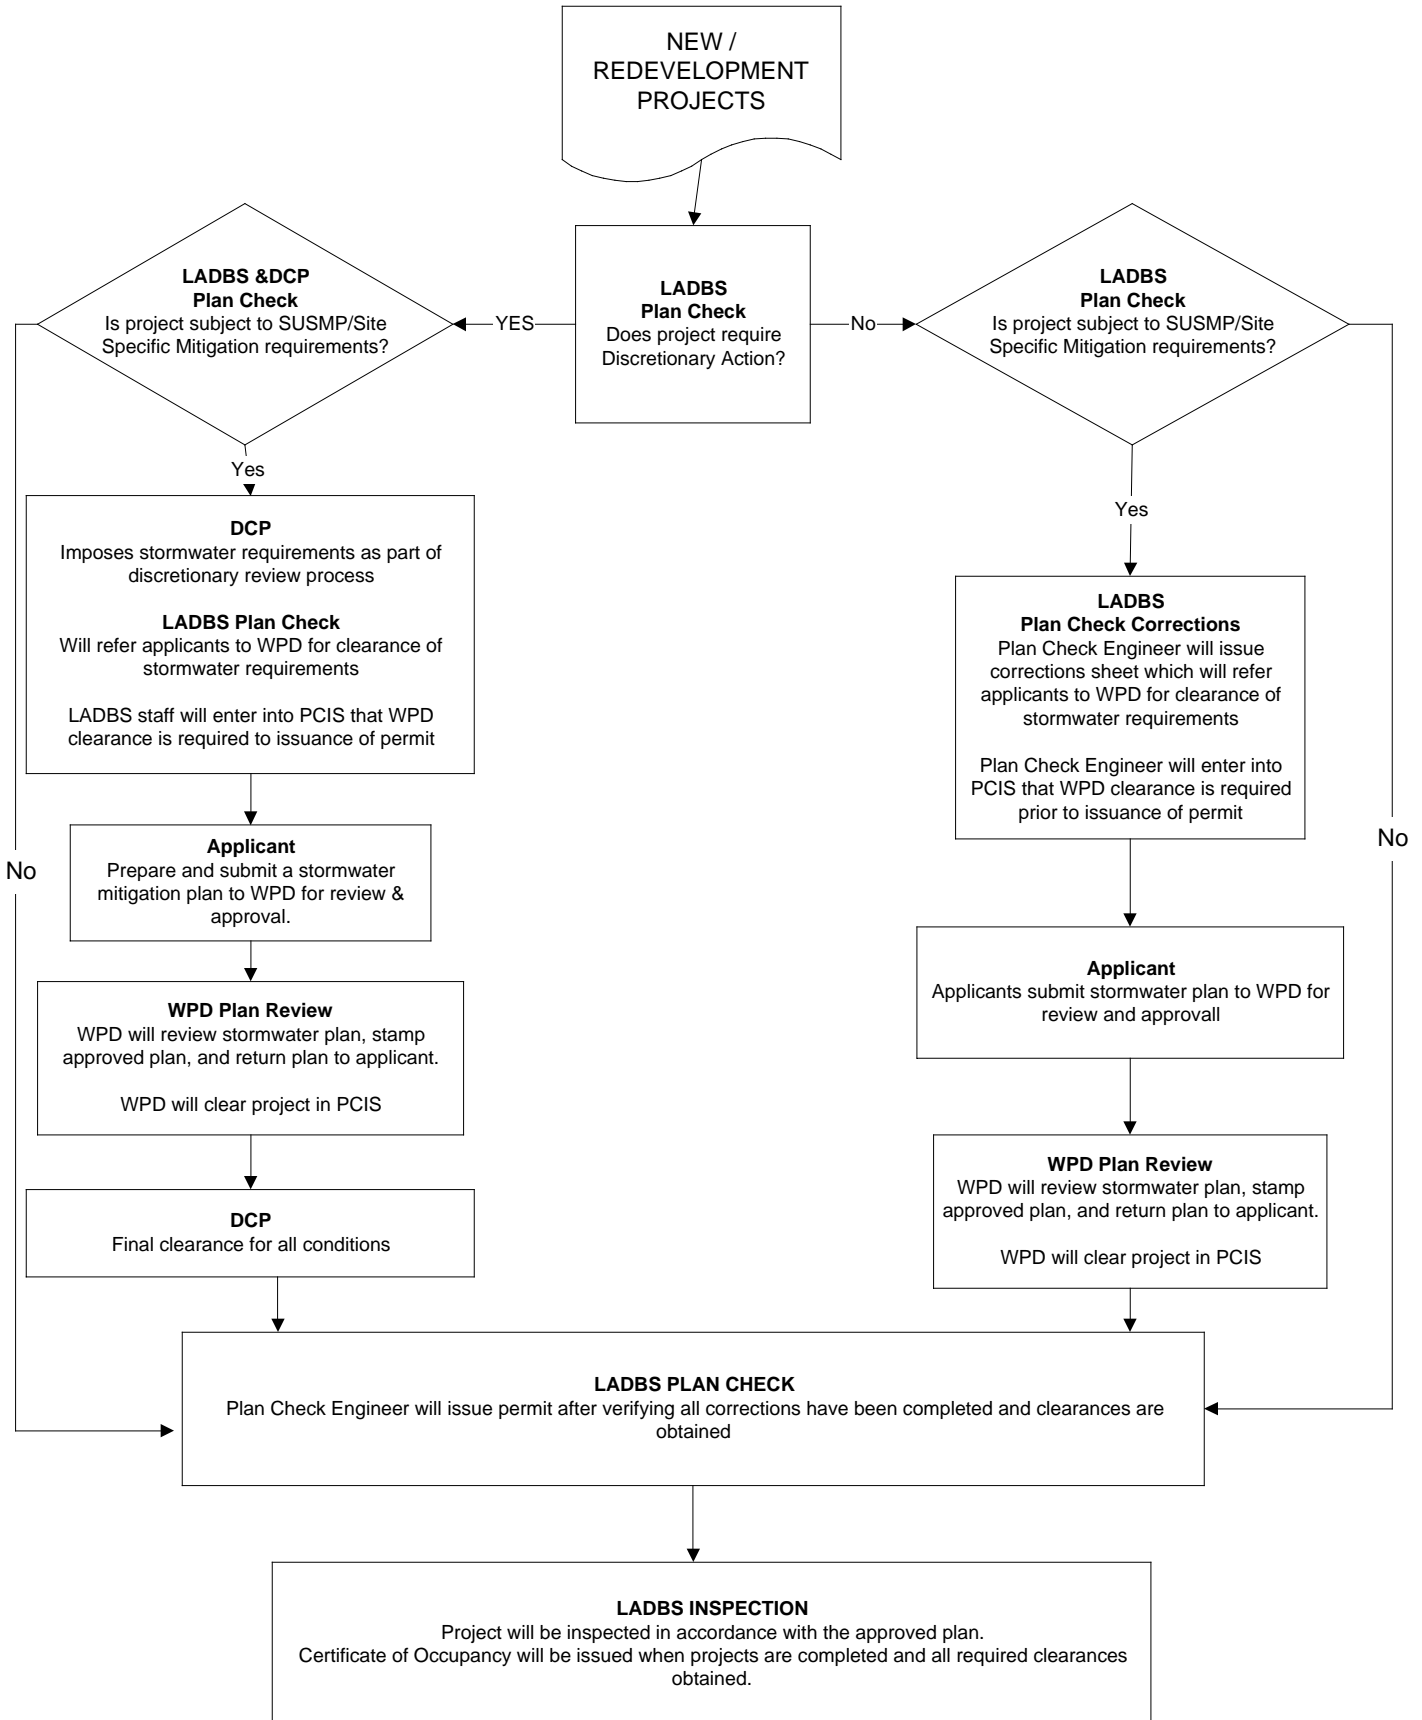 NEW /
REDEVELOPMENT
PROJECTS
LADBS
Plan Check
Does project require
Discretionary Action?
YES
No
LADBS &DCP
Plan Check
Is project subject to SUSMP/Site
Specific Mitigation requirements?
Yes
No
DCP
Imposes stormwater requirements as part of
discretionary review process
LADBS Plan Check
Will refer applicants to WPD for clearance of
stormwater requirements
LADBS staff will enter into PCIS that WPD
clearance is required to issuance of permit
Applicant
Prepare and submit a stormwater
mitigation plan to WPD for review &
approval.
WPD Plan Review
WPD will review stormwater plan, stamp
approved plan, and return plan to applicant.
WPD will clear project in PCIS
DCP
Final clearance for all conditions
LADBS
Plan Check
Is project subject to SUSMP/Site
Specific Mitigation requirements?
Yes
No
LADBS
Plan Check Corrections
Plan Check Engineer will issue
corrections sheet which will refer
applicants to WPD for clearance of
stormwater requirements
Plan Check Engineer will enter into
PCIS that WPD clearance is required
prior to issuance of permit
Applicant
Applicants submit stormwater plan to WPD for
review and approvall
WPD Plan Review
WPD will review stormwater plan, stamp
approved plan, and return plan to applicant.
WPD will clear project in PCIS
LADBS PLAN CHECK
Plan Check Engineer will issue permit after verifying all corrections have been completed and clearances are
obtained
LADBS INSPECTION
Project will be inspected in accordance with the approved plan.
Certificate of Occupancy will be issued when projects are completed and all required clearances
obtained.